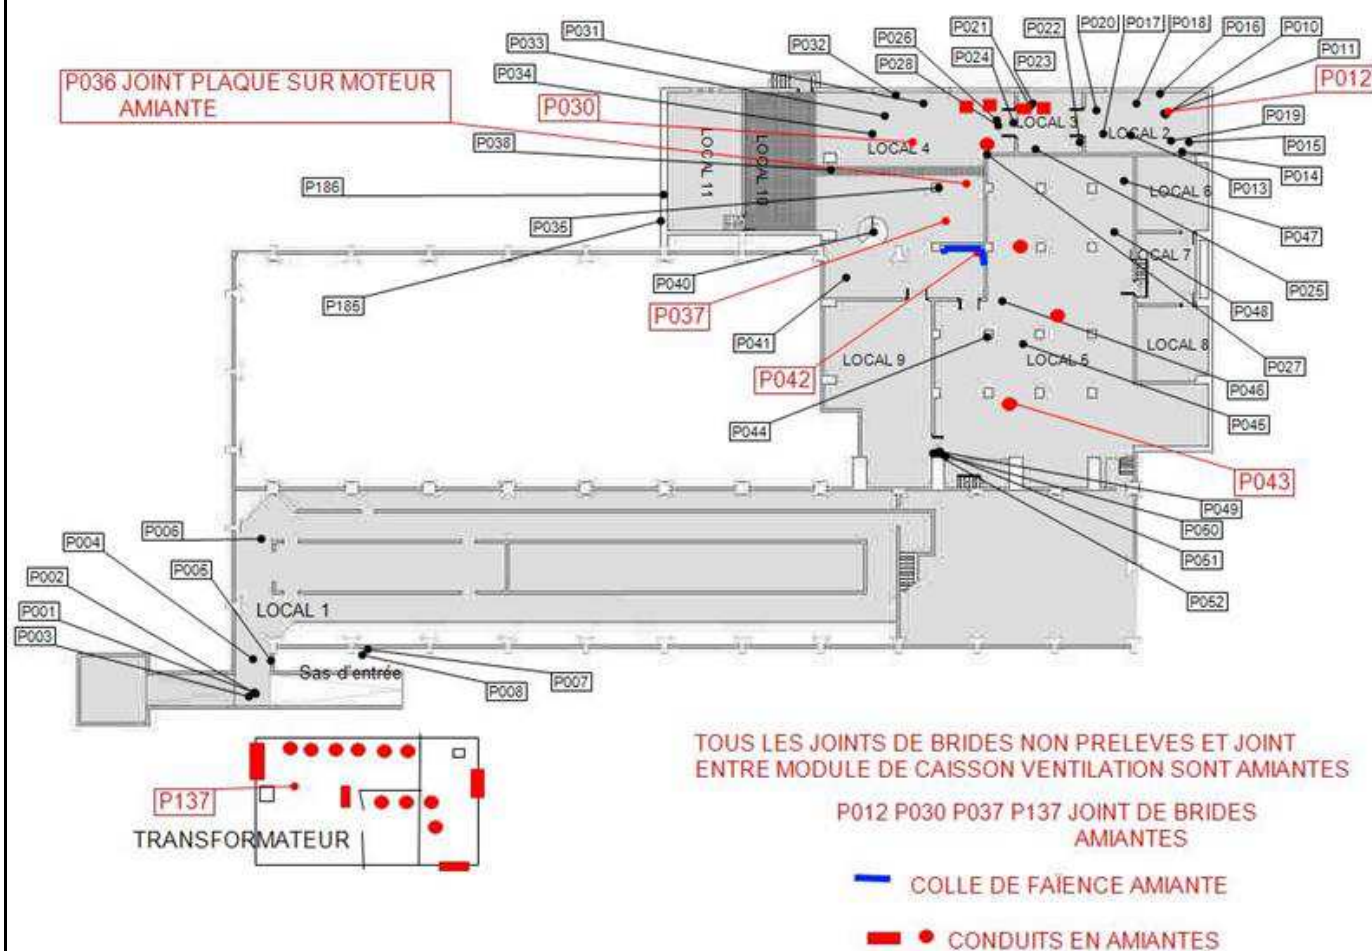 P031
P033
P034
P036 JOINT PLAQUE SUR MOTEUR
AMIANTE
P030
P038
P186
P035
P185
P032
P026
P028
P021
P024
P023
P022
P020
P017
P018
P016
P010
P011
P012
P019
P015
P014
P013
P047
P025
P048
P027
P046
P045
P043
P049
P050
P051
P052
LOCAL 11
LOCAL 10
LOCAL 4
LOCAL 3
LOCAL 2
LOCAL 6
LOCAL 7
LOCAL 8
LOCAL 5
LOCAL 9
P040
P037
P041
P042
P044
P006
P004
P005
P002
P001
P003
LOCAL 1
Sas d'entrée
P007
P008
P137
TRANSFORMATEUR
TOUS LES JOINTS DE BRIDES NON PRELEVES ET JOINT
ENTRE MODULE DE CAISSON VENTILATION SONT AMIANTES
P012 P030 P037 P137 JOINT DE BRIDES
AMIANTES
COLLE DE FAÏENCE AMIANTE
CONDUITS EN AMIANTES